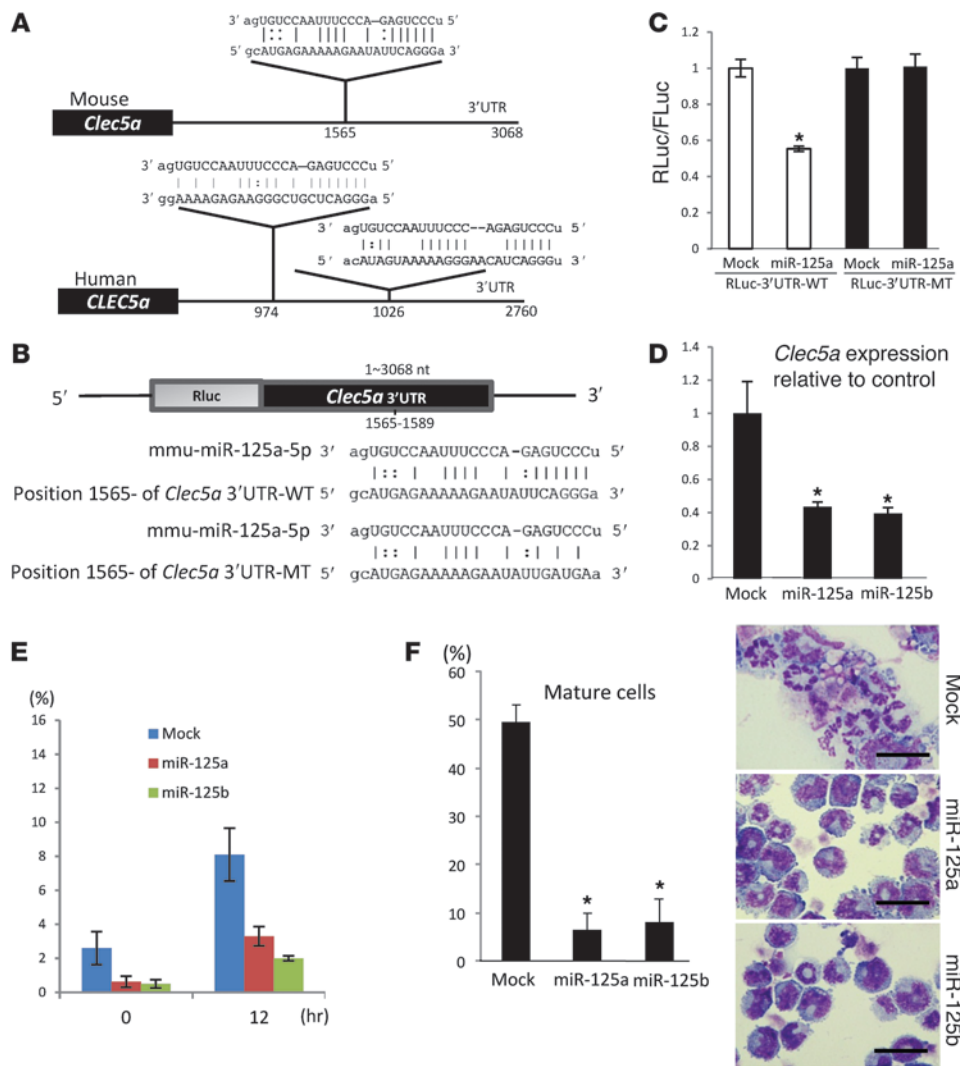 A
3′ agUGUCCAAUUUCCCA—GAGUCCCu 5′
5′ gcAUGAGAAAAAGAAUAUUCAGGGa 3′
Mouse
Clec5a
3′UTR
1565
3068
3′ agUGUCCAAUUUCCCA—GAGUCCCu 5′
3′ ggAAAAGAGAAGGGCUGCUCAGGGa 5′
3′ agUGUCCAAUUUCCC--AGAGUCCCu 5′
5′ acAUAGUAAAAAGGGAACAUCAGGGu 3′
Human
CLEC5a
3′UTR
974
1026
2760
B
1~3068 nt
5′
Rluc
Clec5a 3′UTR
3′
1565-1589
mmu-miR-125a-5p 3′ agUGUCCAAUUUCCCA-GAGUCCCu 5′
Position 1565- of Clec5a 3′UTR-WT 5′ gcAUGAGAAAAAGAAUAUUCAGGGa 3′
mmu-miR-125a-5p 3′ agUGUCCAAUUUCCCA-GAGUCCCu 5′
Position 1565- of Clec5a 3′UTR-MT 5′ gcAUGAGAAAAAGAAUAUUGAUGAa 3′
C
RLuc/FLuc
1.2
1
0.8
0.6
0.4
0.2
0
*
Mock miR-125a Mock miR-125a
RLuc-3′UTR-WT RLuc-3′UTR-MT
D
Clec5a expression
relative to control
1.4
1.2
1
0.8
0.6
0.4
0.2
0
* *
Mock miR-125a miR-125b
E
(%)
16
14
12
10
8
6
4
2
0
Mock
miR-125a
miR-125b
0 12 (hr)
F
(%)
Mature cells
60
50
40
30
20
10
0
* *
Mock miR-125a miR-125b
Mock
miR-125a
miR-125b